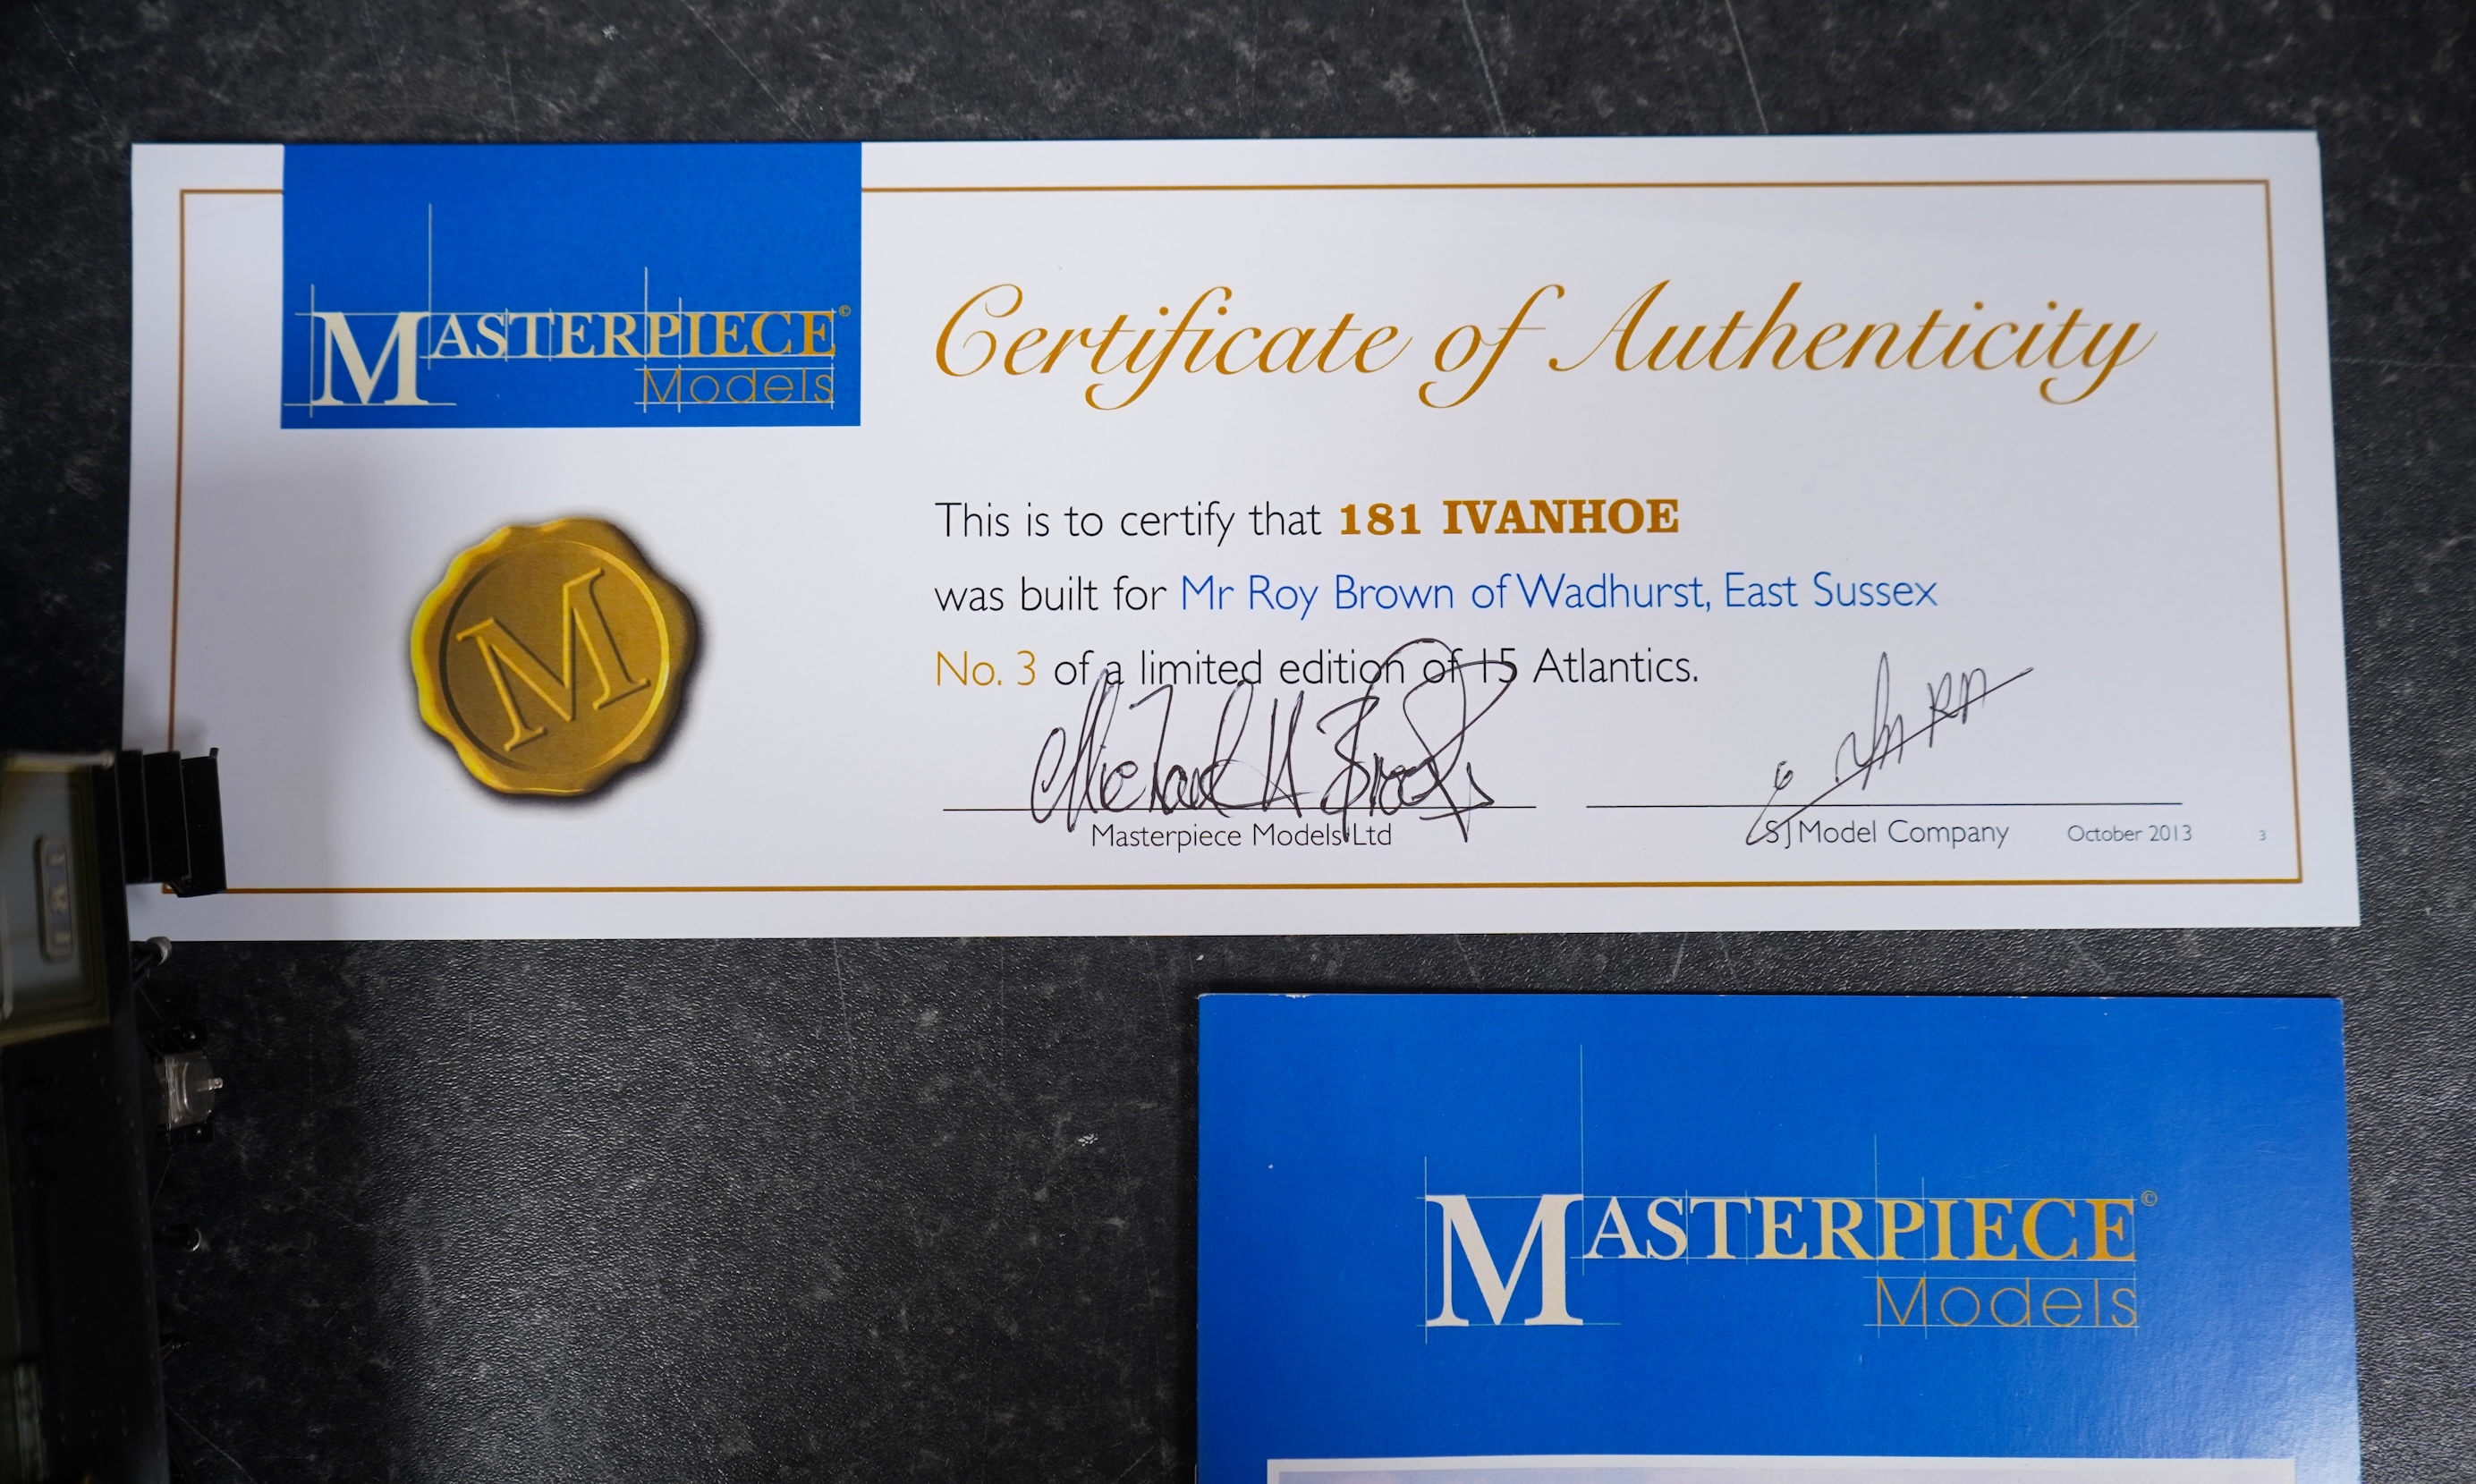 MASTERPIECE©
Models
Certificate of Authenticity
This is to certify that 181 IVANHOE
was built for Mr Roy Brown of Wadhurst, East Sussex
No. 3 of a limited edition of 15 Atlantics.
M
Masterpiece Models Ltd
SJ Model Company
October 2013
3
MASTERPIECE©
Models